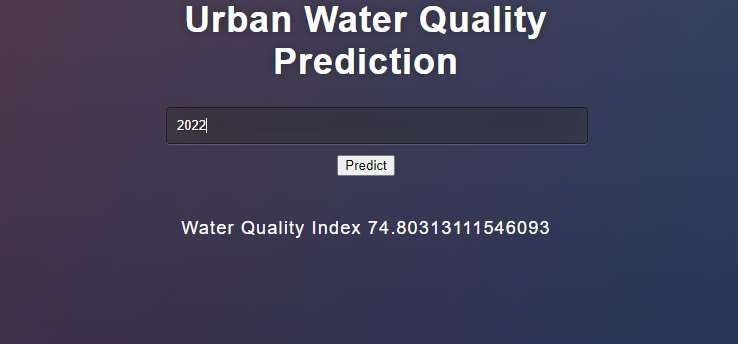 Urban Water Quality
Prediction
2022
Predict
Water Quality Index 74.80313111546093